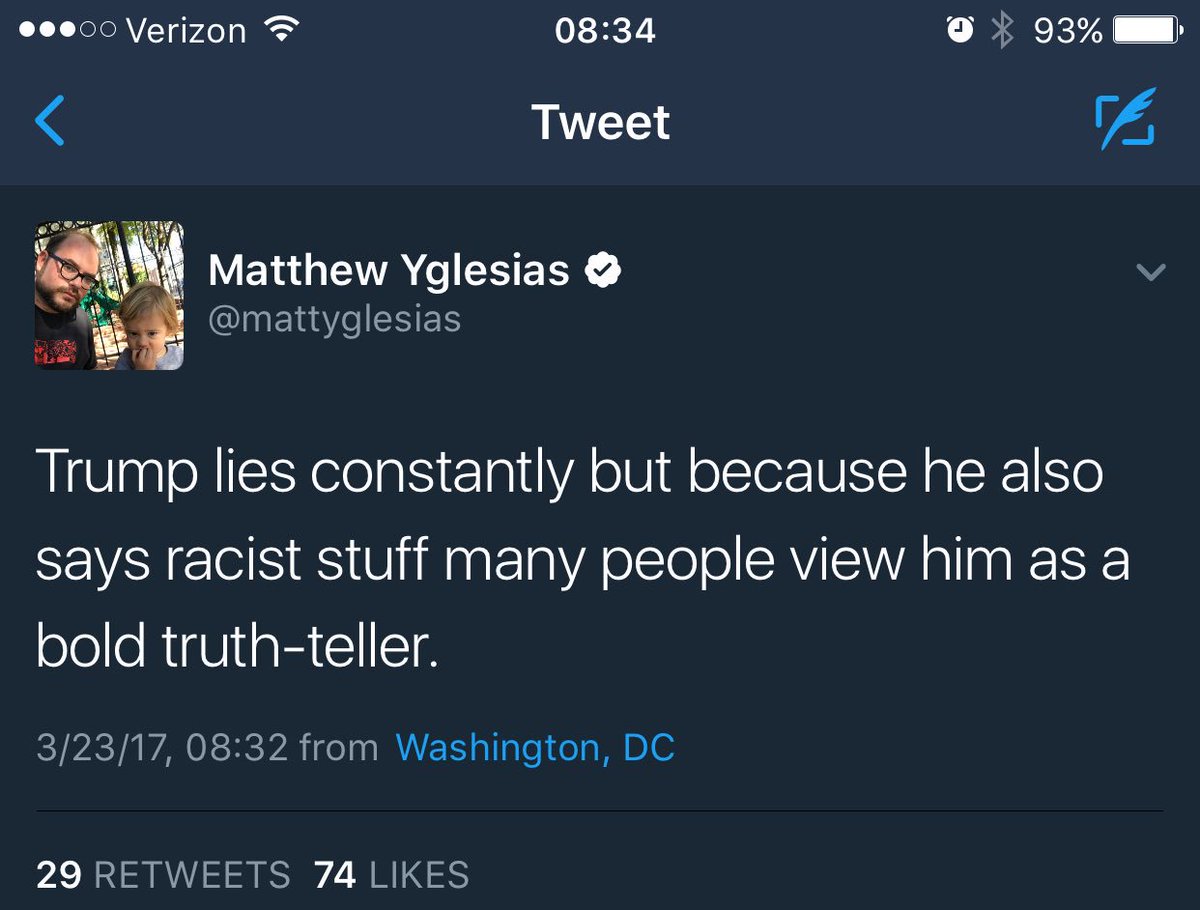 Verizon 08:34 93%
Tweet
Matthew Yglesias
@mattyglesias
Trump lies constantly but because he also
says racist stuff many people view him as a
bold truth-teller.
3/23/17, 08:32 from Washington, DC
29 RETWEETS 74 LIKES